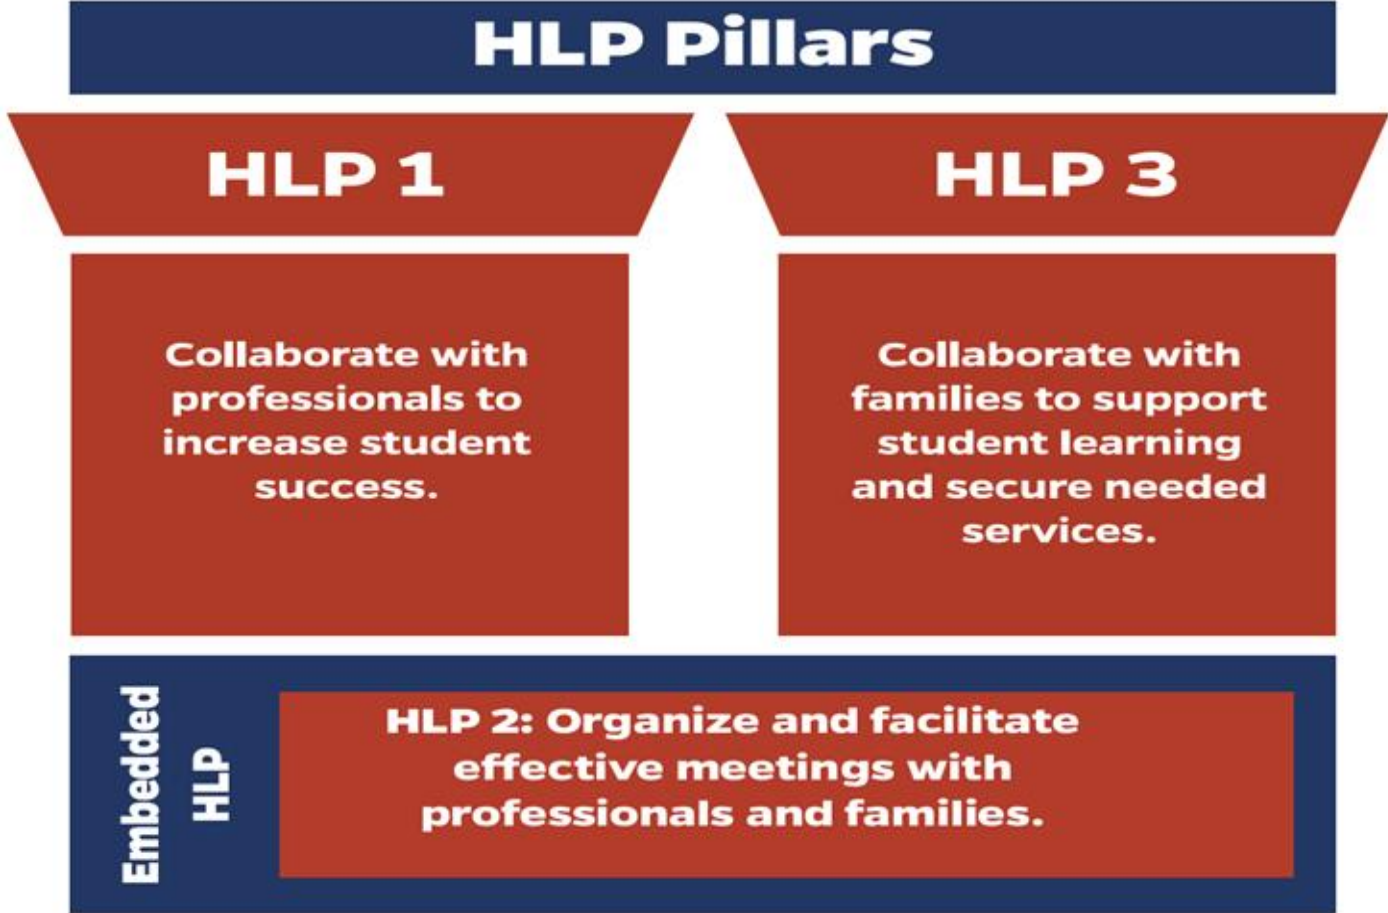 HLP Pillars
HLP 1
Collaborate with
professionals to
increase student
success.
HLP 3
Collaborate with
families to support
student learning
and secure needed
services.
Embedded
HLP
HLP 2: Organize and facilitate
effective meetings with
professionals and families.